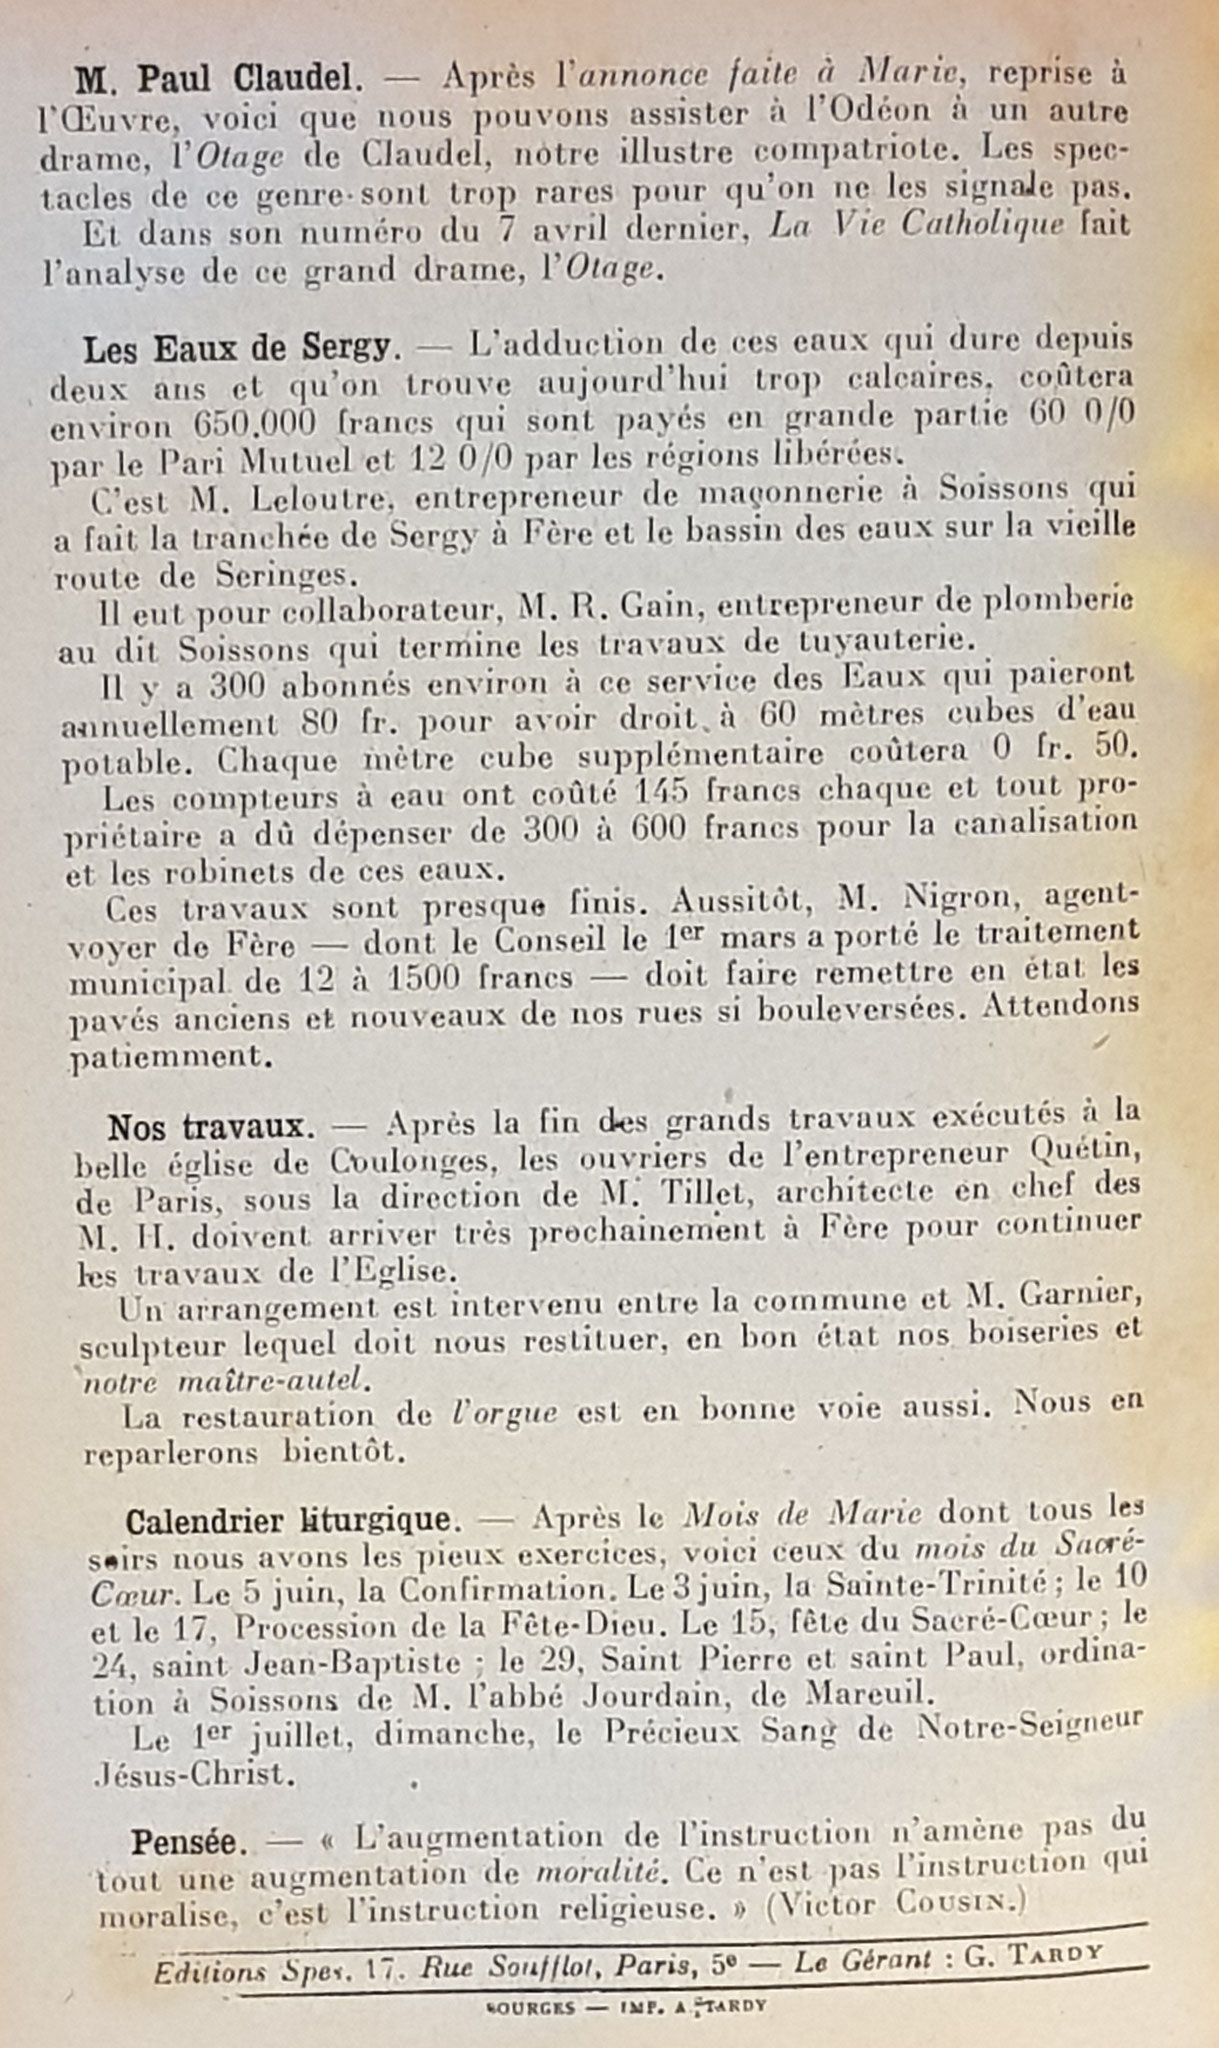 M. Paul Claudel. — Après l'annonce faite à Marie, reprise à
l'Œuvre, voici que nous pouvons assister à l'Odéon à un autre
drame, l'Otage de Claudel, notre illustre compatriote. Les spec-
tacles de ce genre sont trop rares pour qu'on ne les signale pas.
Et dans son numéro du 7 avril dernier, La Vie Catholique fait
l'analyse de ce grand drame, l'Otage.
Les Eaux de Sergy. — L'adduction de ces eaux qui dure depuis
deux ans et qu'on trouve aujourd'hui trop calcaires, coûtera
environ 650.000 francs qui sont payés en grande partie 60 0/0
par le Pari Mutuel et 12 0/0 par les régions libérées.
C'est M. Leloutre, entrepreneur de maçonnerie à Soissons qui
a fait la tranchée de Sergy à Fère et le bassin des eaux sur la vieille
route de Seringes.
Il eut pour collaborateur, M. R. Gain, entrepreneur de plomberie
au dit Soissons qui termine les travaux de tuyauterie.
Il y a 300 abonnés environ à ce service des Eaux qui paieront
annuellement 80 fr. pour avoir droit à 60 mètres cubes d'eau
potable. Chaque mètre cube supplémentaire coûtera 0 fr. 50.
Les compteurs à eau ont coûté 145 francs chaque et tout pro-
priétaire a dû dépenser de 300 à 600 francs pour la canalisation
et les robinets de ces eaux.
Ces travaux sont presque finis. Aussitôt, M. Nigron, agent-
voyer de Fère — dont le Conseil le 1er mars a porté le traitement
municipal de 12 à 1500 francs — doit faire remettre en état les
pavés anciens et nouveaux de nos rues si bouleversées. Attendons
patiemment.
Nos travaux. — Après la fin des grands travaux exécutés à la
belle église de Coulonges, les ouvriers de l'entrepreneur Quétin,
de Paris, sous la direction de M. Tillet, architecte en chef des
M. H. doivent arriver très prochainement à Fère pour continuer
les travaux de l'Eglise.
Un arrangement est intervenu entre la commune et M. Garnier,
sculpteur lequel doit nous restituer, en bon état nos boiseries et
notre maître-autel.
La restauration de l'orgue est en bonne voie aussi. Nous en
reparlerons bientôt.
Calendrier liturgique. — Après le Mois de Marie dont tous les
soirs nous avons les pieux exercices, voici ceux du mois du Sacré-
Cœur. Le 5 juin, la Confirmation. Le 3 juin, la Sainte-Trinité ; le 10
et le 17, Procession de la Fête-Dieu. Le 15, fête du Sacré-Cœur ; le
24, saint Jean-Baptiste ; le 29, Saint Pierre et saint Paul, ordina-
tion à Soissons de M. l'abbé Jourdain, de Mareuil.
Le 1er juillet, dimanche, le Précieux Sang de Notre-Seigneur
Jésus-Christ.
Pensée. — « L'augmentation de l'instruction n'amène pas du
tout une augmentation de moralité. Ce n'est pas l'instruction qui
moralise, c'est l'instruction religieuse. » (Victor COUSIN.)
Editions Spes. 17. Rue Soufflot, Paris, 5e — Le Gérant : G. TARDY
BOURGES — IMP. A. TARDY